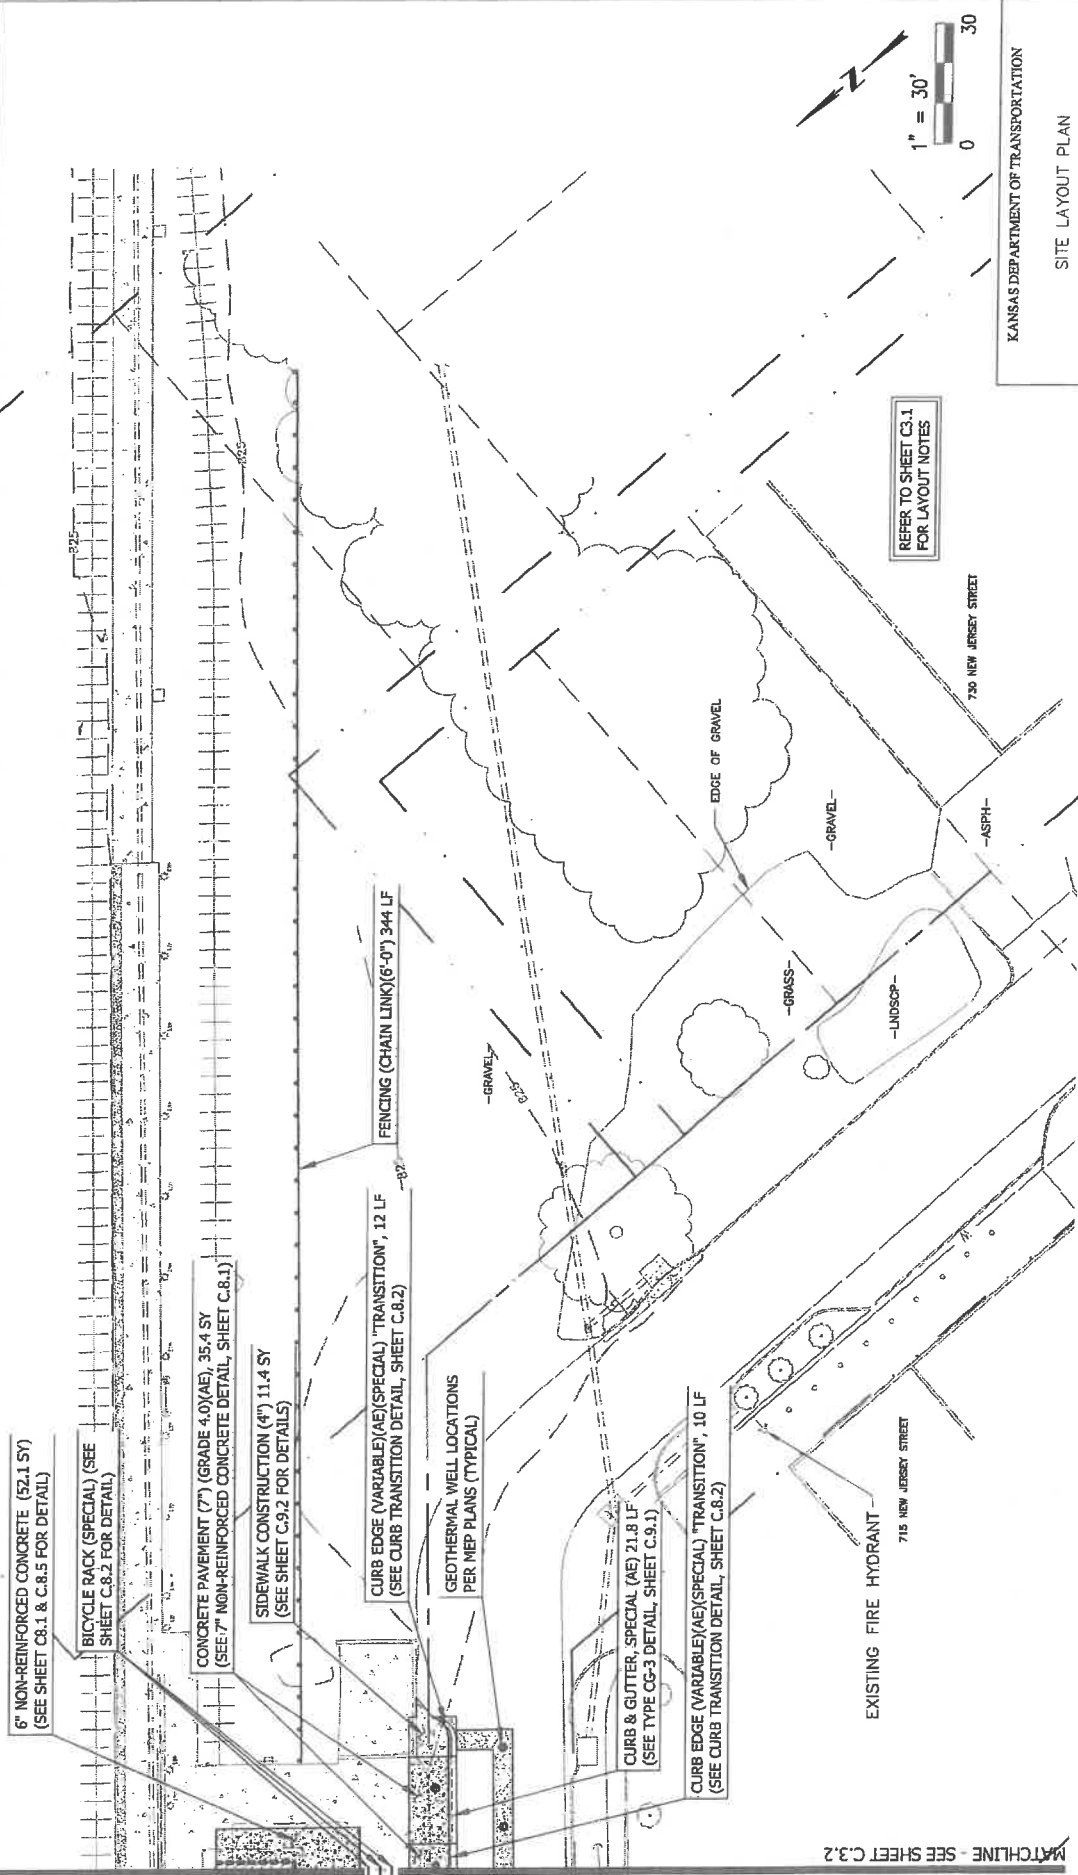 6" NON-REINFORCED CONCRETE (52.1 SY)
(SEE SHEET C8.1 & C.8.5 FOR DETAIL)
BICYCLE RACK (SPECIAL) (SEE
SHEET C.8.2 FOR DETAIL)
CONCRETE PAVEMENT (7") (GRADE 4.0)(AE), 35.4 SY
(SEE 7" NON-REINFORCED CONCRETE DETAIL, SHEET C.8.1)
SIDEWALK CONSTRUCTION (4") 11.4 SY
(SEE SHEET C.9.2 FOR DETAILS)
CURB EDGE (VARIABLE)(AE)(SPECIAL) "TRANSITION", 12 LF
(SEE CURB TRANSITION DETAIL, SHEET C.8.2)
FENCING (CHAIN LINK)(6'-0") 344 LF
GEOTHERMAL WELL LOCATIONS
PER MEP PLANS (TYPICAL)
CURB & GUTTER, SPECIAL (AE) 21.8 LF
(SEE TYPE CG-3 DETAIL, SHEET C.9.1)
CURB EDGE (VARIABLE)(AE)(SPECIAL) "TRANSITION", 10 LF
(SEE CURB TRANSITION DETAIL, SHEET C.8.2)
825
825
82
-GRAVEL-
825
EDGE OF GRAVEL
-GRAVEL-
-GRASS-
-LNDSCP-
-ASPH-
730 NEW JERSEY STREET
715 NEW JERSEY STREET
EXISTING FIRE HYDRANT
REFER TO SHEET C3.1
FOR LAYOUT NOTES
Z
1" = 30'
0 30
KANSAS DEPARTMENT OF TRANSPORTATION
SITE LAYOUT PLAN
MATCHLINE - SEE SHEET C.3.2